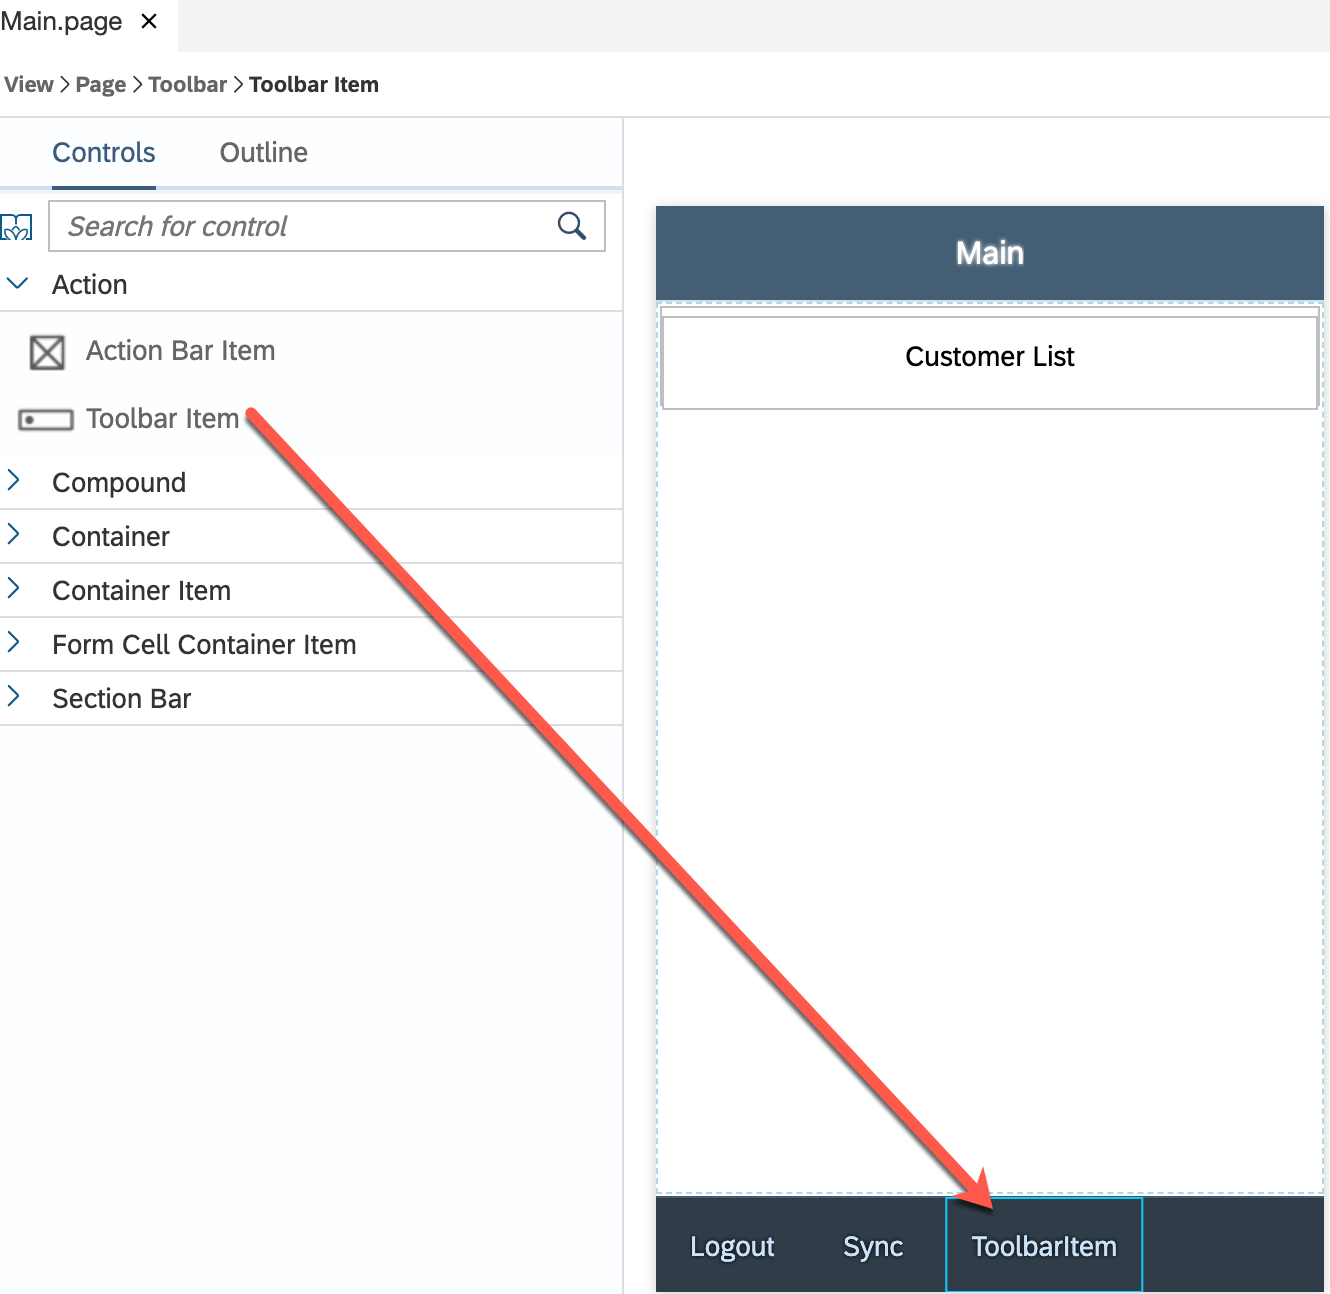 Main.page
View > Page > Toolbar > Toolbar Item
Controls Outline
Search for control
Action
Action Bar Item
Toolbar Item
Compound
Container
Container Item
Form Cell Container Item
Section Bar
Main
Customer List
Logout Sync ToolbarItem